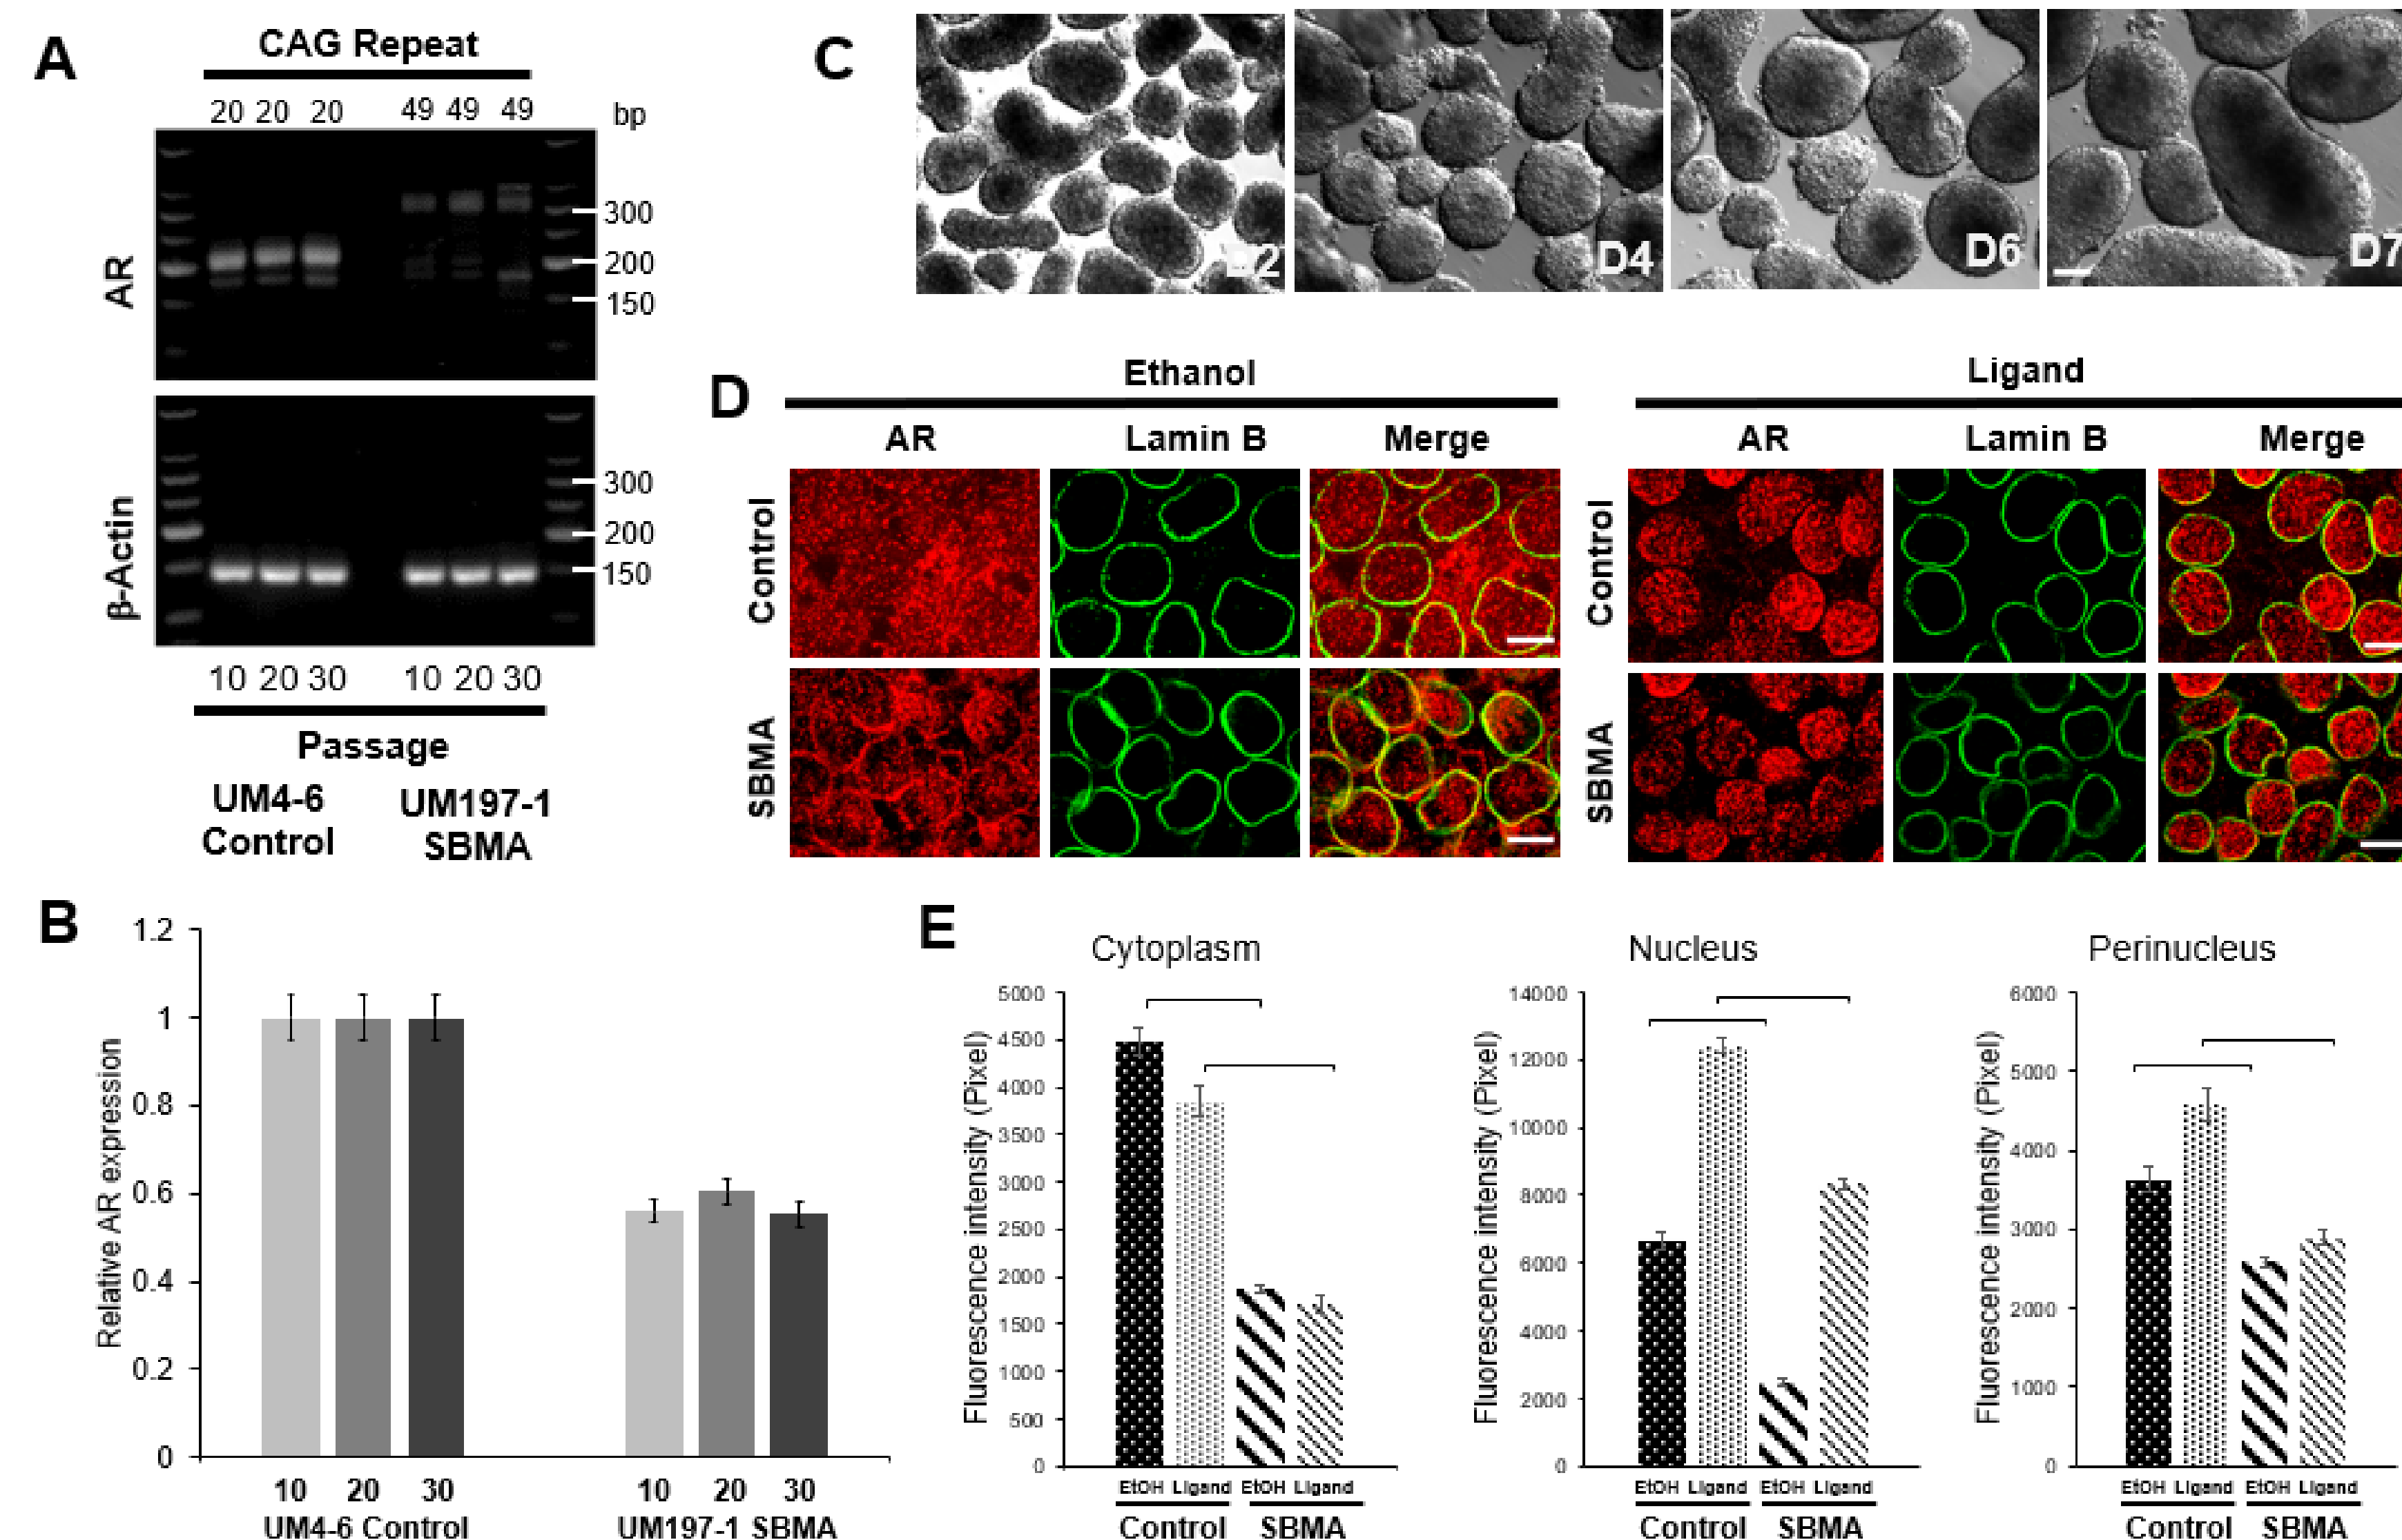 A
CAG Repeat
20 20 20 49 49 49 bp
AR
300
200
150
β-Actin
300
200
150
10 20 30 10 20 30
Passage
UM4-6 UM197-1
Control SBMA
B
Relative AR expression
1.2
1
0.8
0.6
0.4
0.2
0
10 20 30 10 20 30
UM4-6 Control UM197-1 SBMA
C
D2 D4 D6 D7
D
Ethanol Ligand
AR Lamin B Merge AR Lamin B Merge
Control Control
SBMA SBMA
E
Cytoplasm
Fluorescence intensity (Pixel)
5000
4500
4000
3500
3000
2500
2000
1500
1000
500
0
EtOH Ligand EtOH Ligand
Control SBMA
Nucleus
Fluorescence intensity (Pixel)
14000
12000
10000
8000
6000
4000
2000
0
EtOH Ligand EtOH Ligand
Control SBMA
Perinucleus
Fluorescence intensity (Pixel)
6000
5000
4000
3000
2000
1000
0
EtOH Ligand EtOH Ligand
Control SBMA